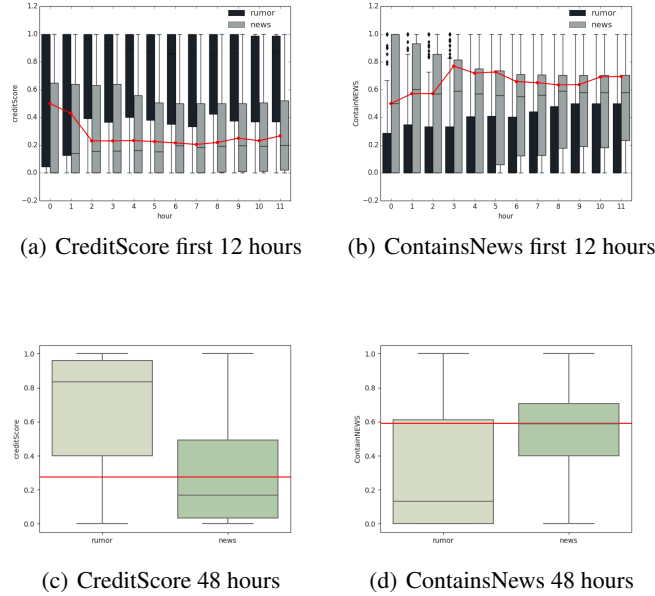 1.2
1.0
0.8
0.6
0.4
0.2
0.0
−0.2
creditScore
rumor
news
0 1 2 3 4 5 6 7 8 9 10 11
hour
(a) CreditScore first 12 hours
1.2
1.0
0.8
0.6
0.4
0.2
0.0
−0.2
ContainNEWS
rumor
news
0 1 2 3 4 5 6 7 8 9 10 11
hour
(b) ContainsNews first 12 hours
1.0
0.8
0.6
0.4
0.2
0.0
creditScore
rumor news
(c) CreditScore 48 hours
1.0
0.8
0.6
0.4
0.2
0.0
ContainNEWS
rumor news
(d) ContainsNews 48 hours